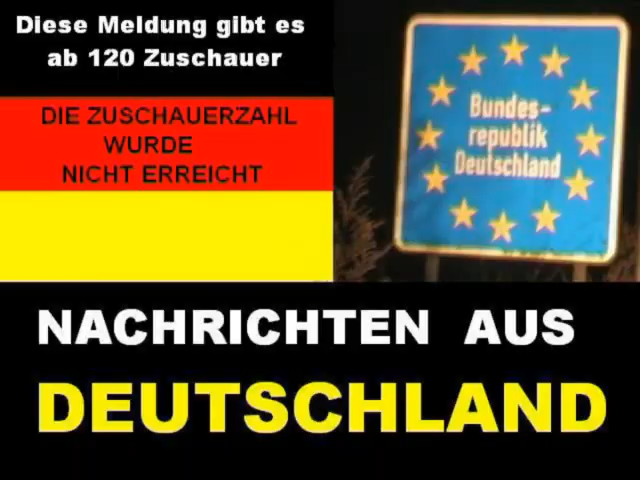 Diese Meldung gibt es
ab 120 Zuschauer
DIE ZUSCHAUERZAHL
WURDE
NICHT ERREICHT
Bundes-
republik
Deutschland
NACHRICHTEN AUS
DEUTSCHLAND